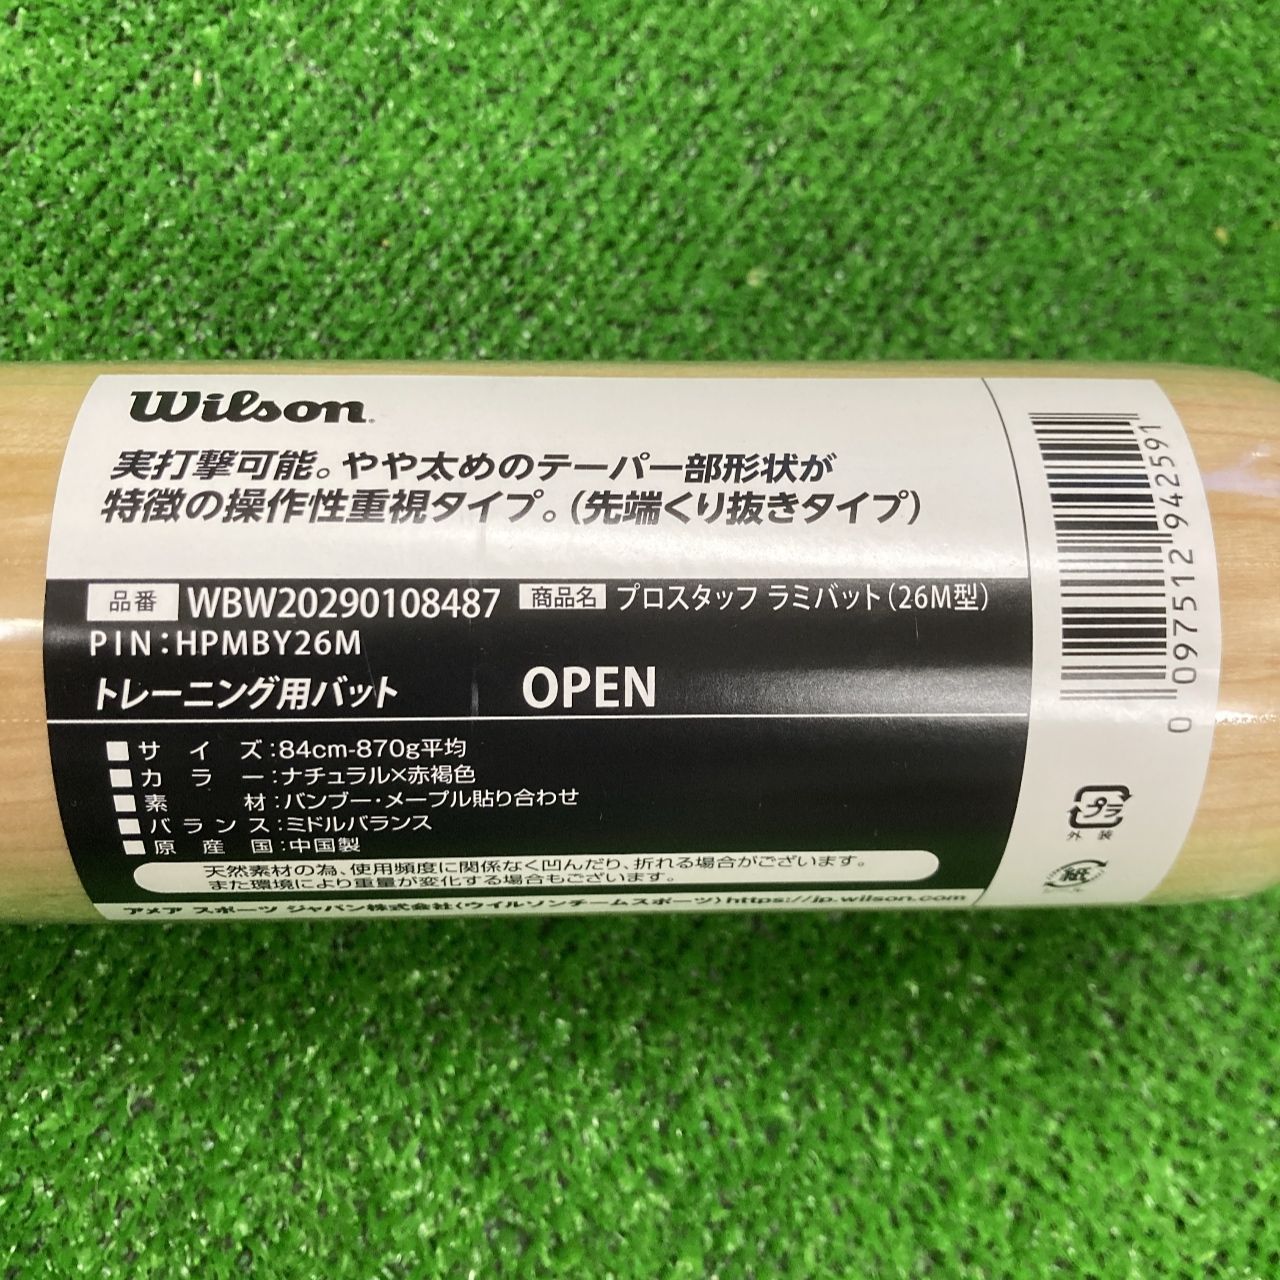 Wilson
実打撃可能。やや太めのテーパー部形状が
特徴の操作性重視タイプ。(先端くり抜きタイプ)
品番 WBW20290108487 商品名 プロスタッフ ラミバット(26M型)
PIN:HPMBY26M
トレーニング用バット OPEN
■サイズ:84cm-870g平均
■カラー:ナチュラル×赤褐色
■素材:バンブー・メープル貼り合わせ
■バランス:ミドルバランス
■原産国:中国製
天然素材の為、使用頻度に関係なく凹んだり、折れる場合がございます。
また環境により重量が変化する場合もございます。
アメア スポーツ ジャパン株式会社(ウイルソンチームスポーツ)https://jp.wilson.com
0 097512 942591
プラ
外装
紙